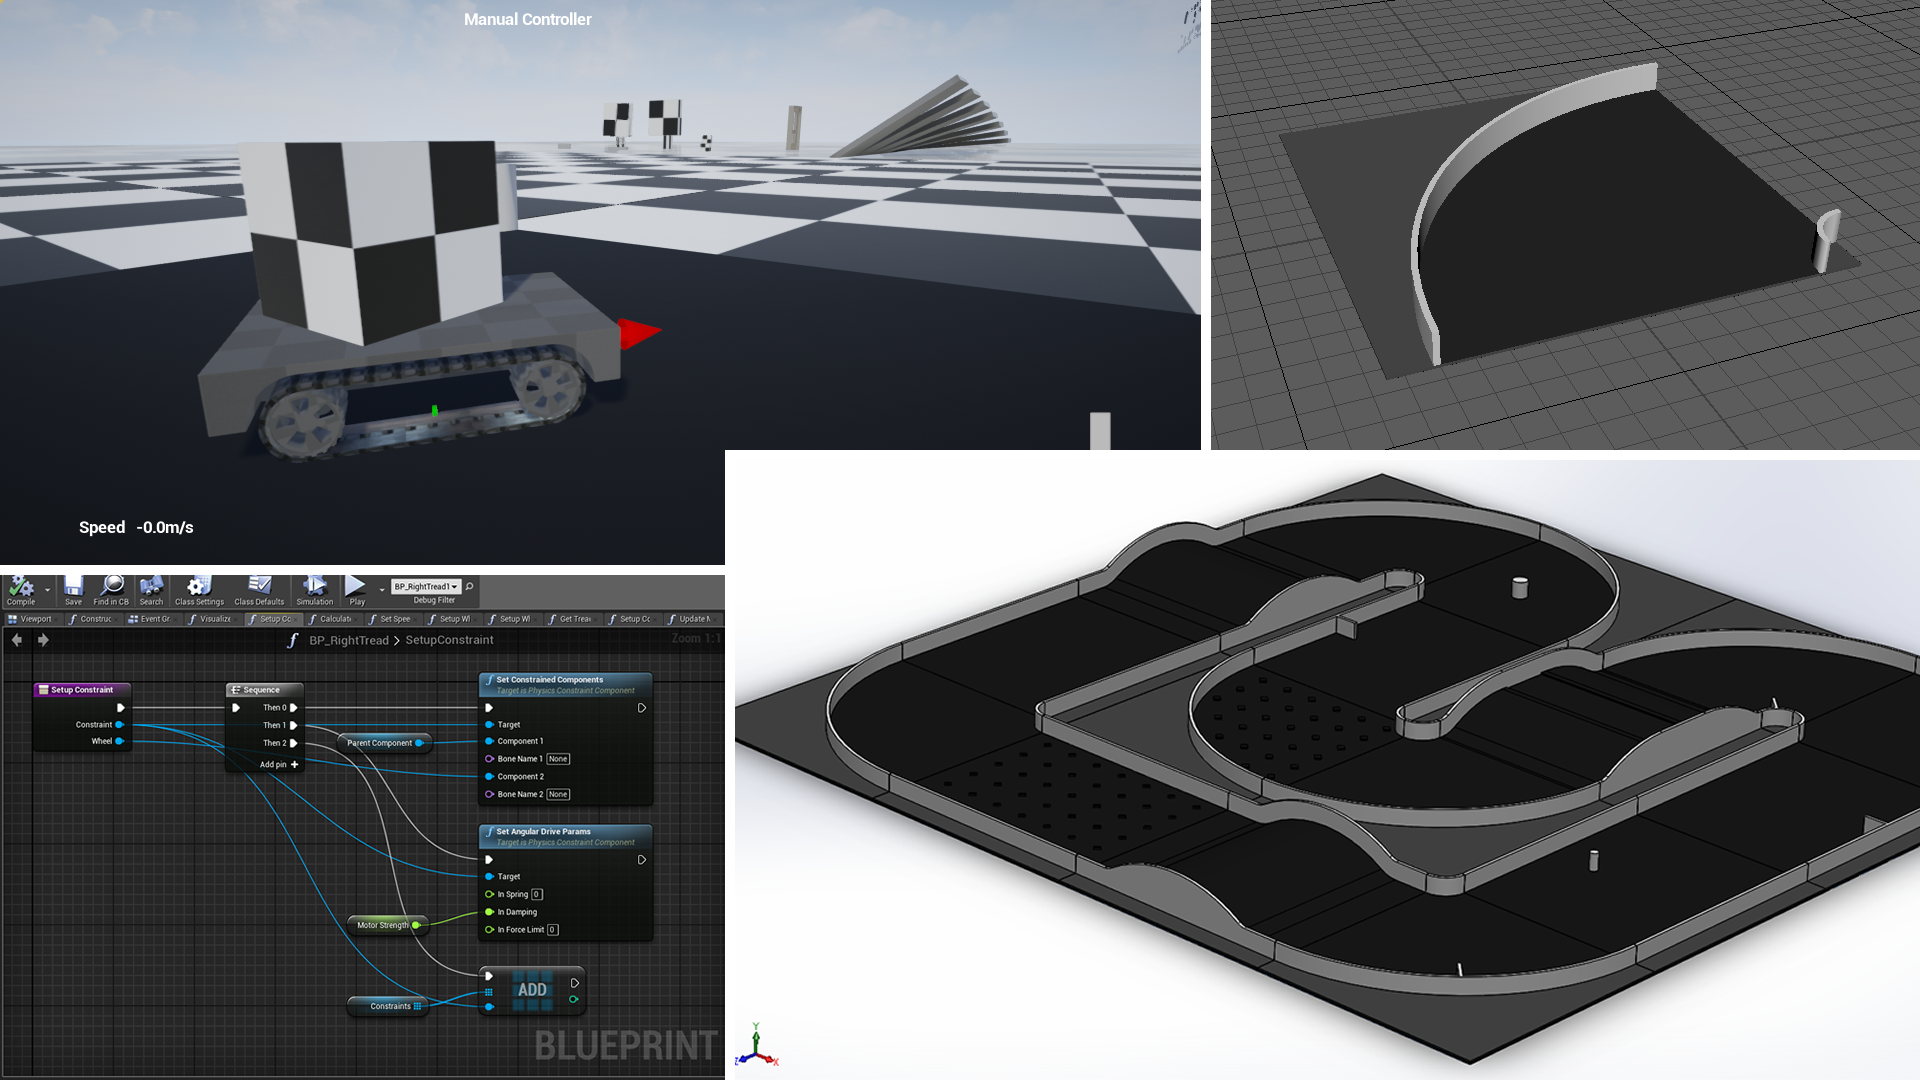 Manual Controller
Speed -0.0m/s
Compile Save Find in CB Search Class Settings Class Defaults Simulation Play
BP_RightTread1
Debug Filter
Viewport Construc Event Gr Visualize Setup Co Calculat Set Spee Setup Wl Setup Wl Get Trea Setup Co Update M
BP_RightTread > SetupConstraint
Zoom 1:1
Setup Constraint
Constraint
Wheel
Sequence
Then 0
Then 1
Then 2
Add pin +
Parent Component
Set Constrained Components
Target is Physics Constraint Component
Target
Component 1
Bone Name 1 None
Component 2
Bone Name 2 None
Set Angular Drive Params
Target is Physics Constraint Component
Target
In Spring 0
In Damping
In Force Limit 0
Motor Strength
Constraints
ADD
BLUEPRINT
Y
Z
X